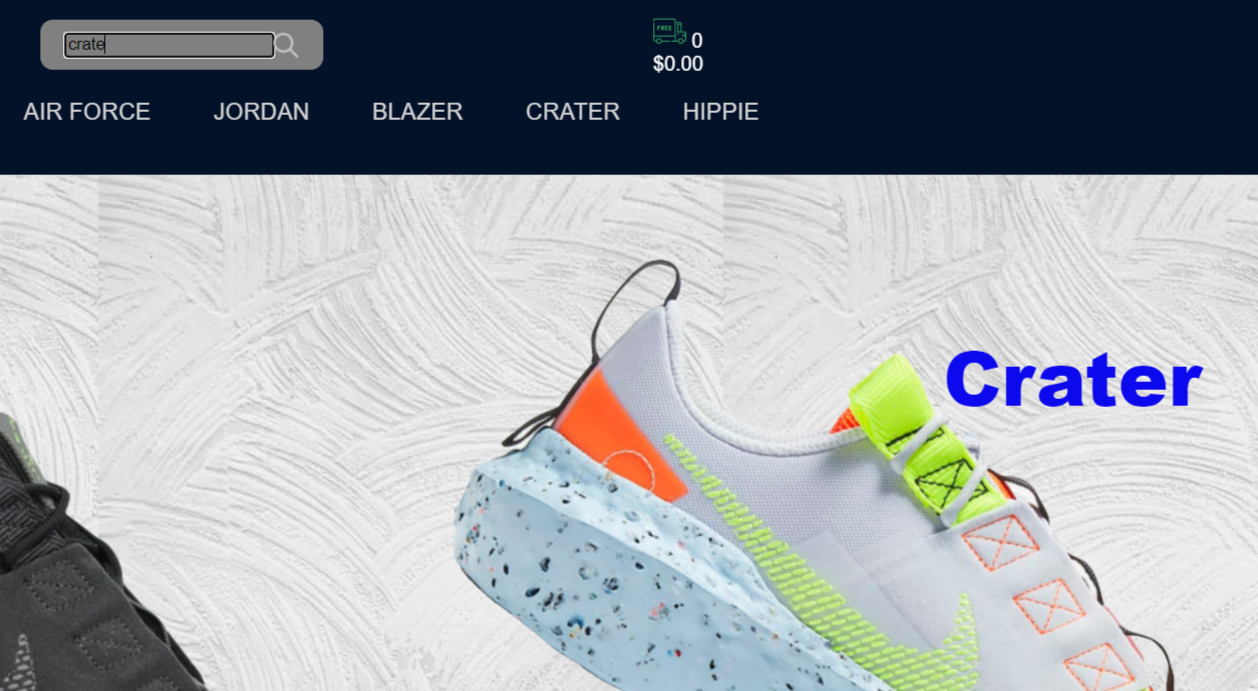 crate
FREE
0
$0.00
AIR FORCE JORDAN BLAZER CRATER HIPPIE
Crater